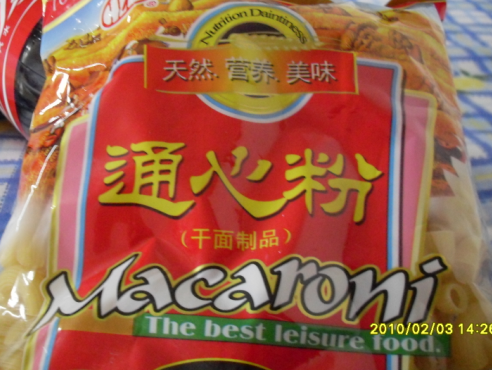 Nutrition Daintiness
天然.营养.美味
通心粉
(干面制品)
Macaroni
The best leisure food.
2010/02/03 14:26